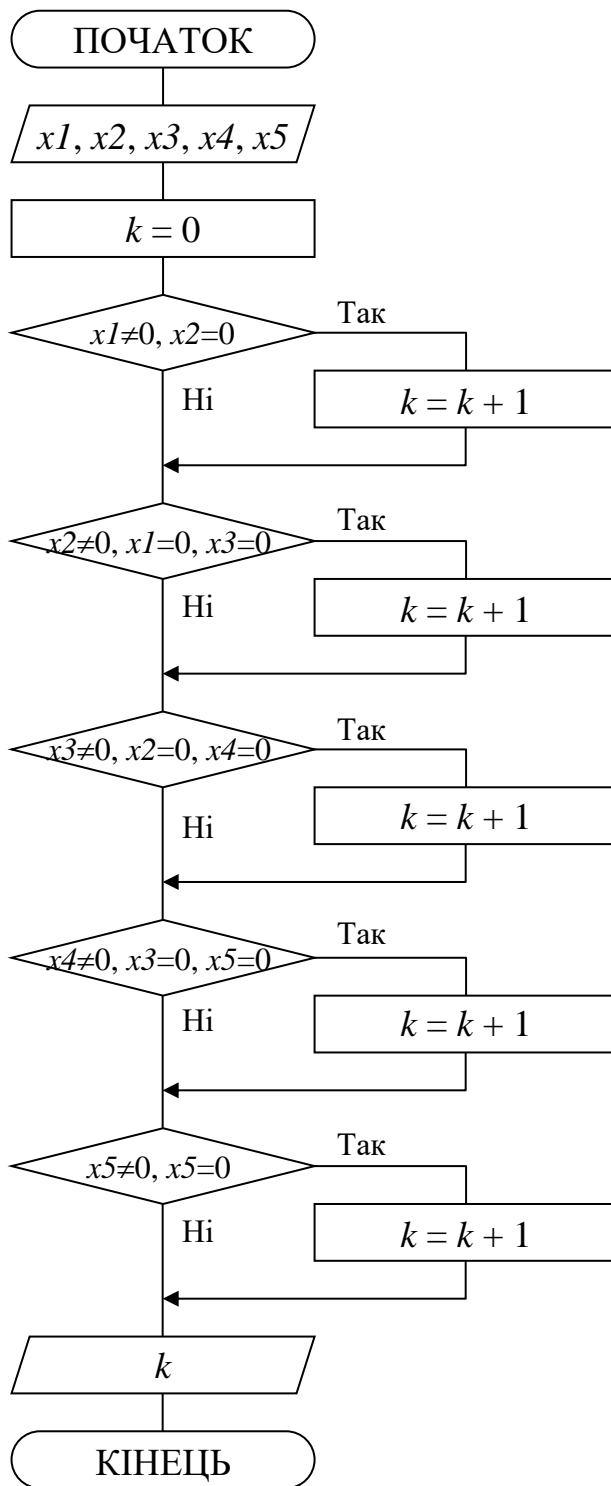 ПОЧАТОК
x1, x2, x3, x4, x5
k = 0
x1≠0, x2=0
Так
Ні
k = k + 1
x2≠0, x1=0, x3=0
Так
Ні
k = k + 1
x3≠0, x2=0, x4=0
Так
Ні
k = k + 1
x4≠0, x3=0, x5=0
Так
Ні
k = k + 1
x5≠0, x5=0
Так
Ні
k = k + 1
k
КІНЕЦЬ